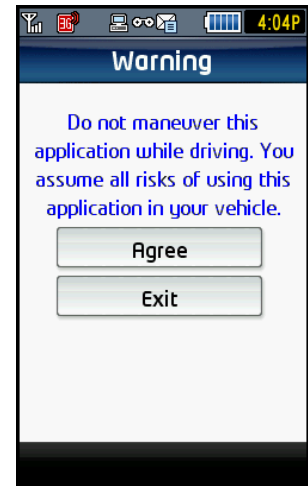 3G 4:04P
Warning
Do not maneuver this
application while driving. You
assume all risks of using this
application in your vehicle.
Agree
Exit